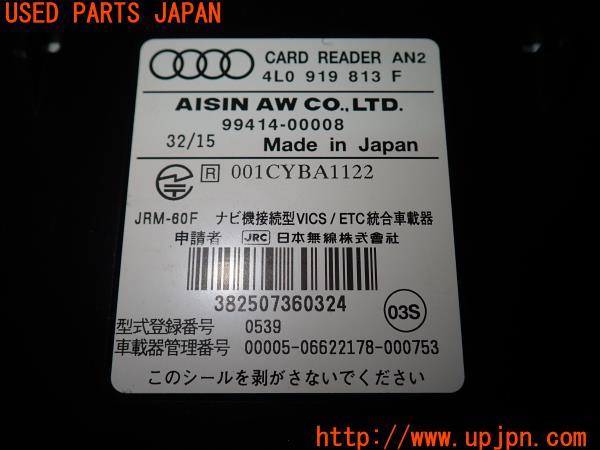 USED PARTS JAPAN
CARD READER AN2
4L0 919 813 F
AISIN AW CO.,LTD.
99414-00008
32/15 Made in Japan
R 001CYBA1122
JRM-60F ナビ機接続型VICS/ETC統合車載器
申請者 JRC 日本無線株式会社
382507360324
03S
型式登録番号 0539
車載器管理番号 00005-06622178-000753
このシールを剥がさないでください
http://www.upjpn.com